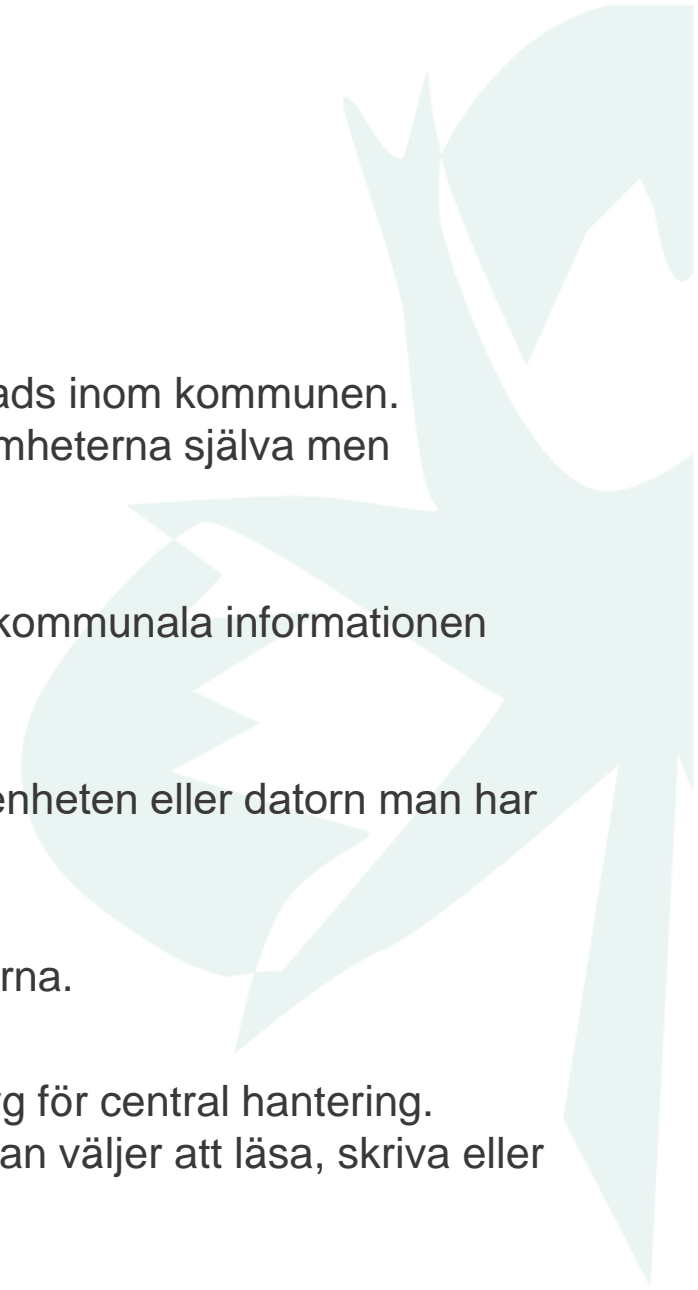 ads inom kommunen.
mheterna själva men
kommunala informationen
enheten eller datorn man har
rna.
g för central hantering.
an väljer att läsa, skriva eller